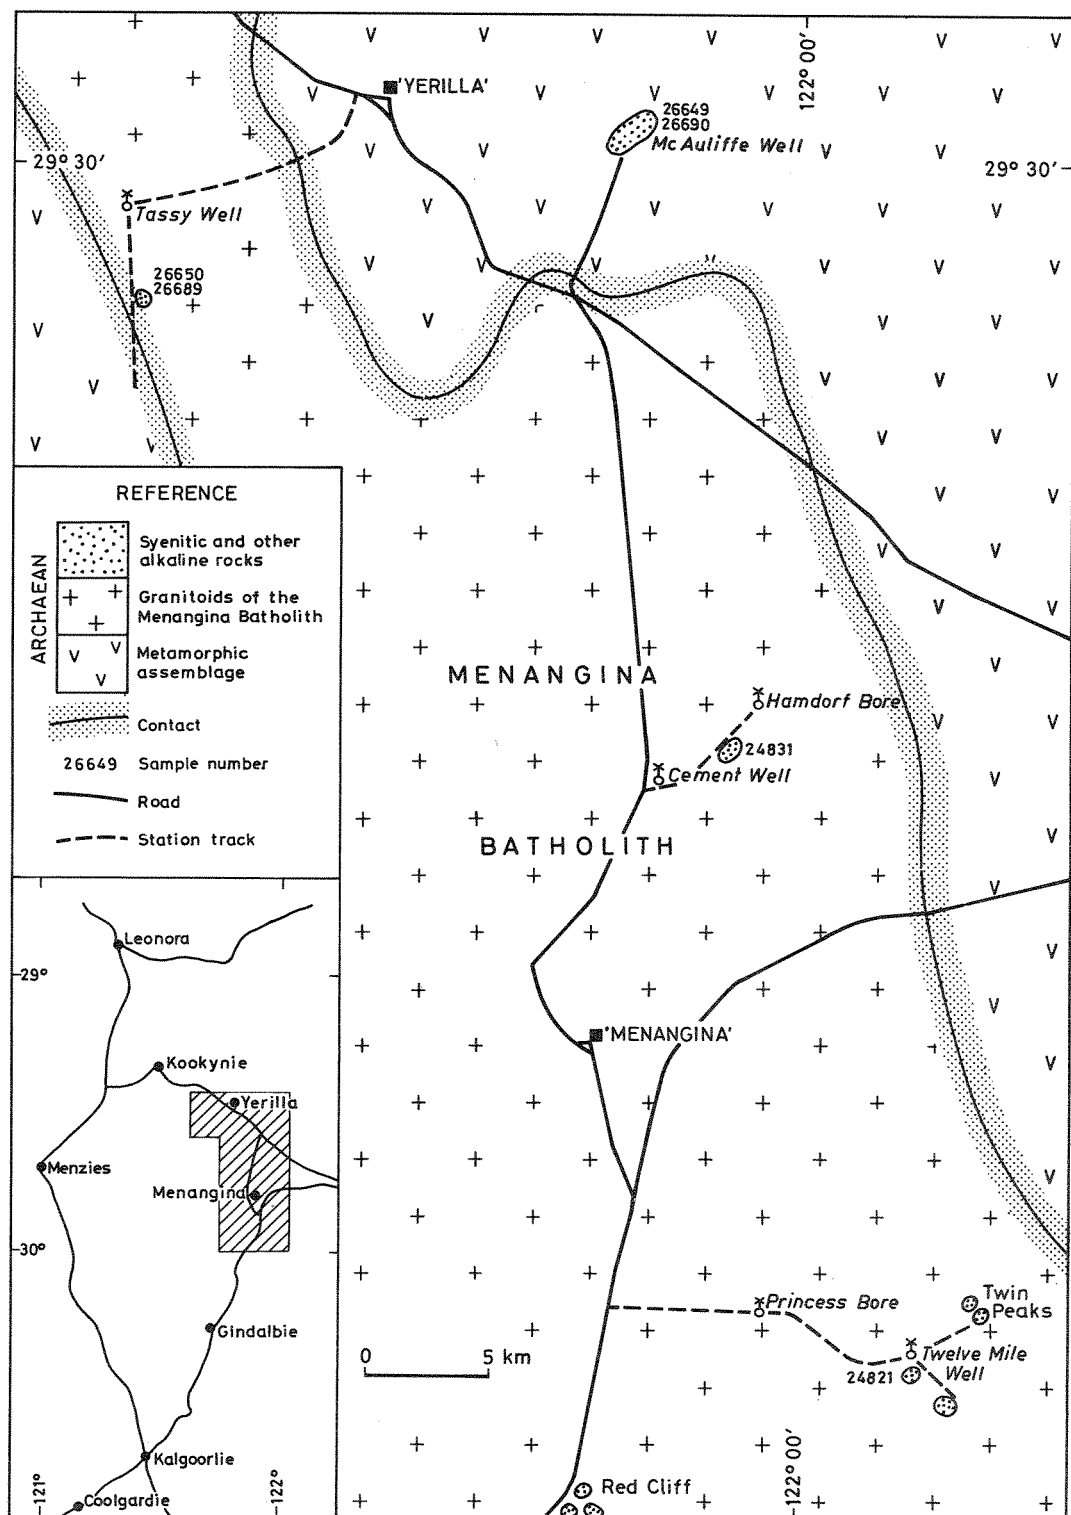 122° 00'
'YERILLA'
26649
26690
Mc Auliffe Well
29° 30'
29° 30'
Tassy Well
26650
26689
REFERENCE
ARCHAEAN
Syenitic and other
alkaline rocks
Granitoids of the
Menangina Batholith
Metamorphic
assemblage
Contact
26649 Sample number
Road
Station track
MENANGINA
Hamdorf Bore
24831
Cement Well
BATHOLITH
'MENANGINA'
Leonora
29°
Kookynie
Yerilla
Menzies
Menangina
30°
Gindalbie
Kalgoorlie
Coolgardie
121°
122°
0 5 km
Princess Bore
Twin
Peaks
Twelve Mile
Well
24821
122° 00'
Red Cliff